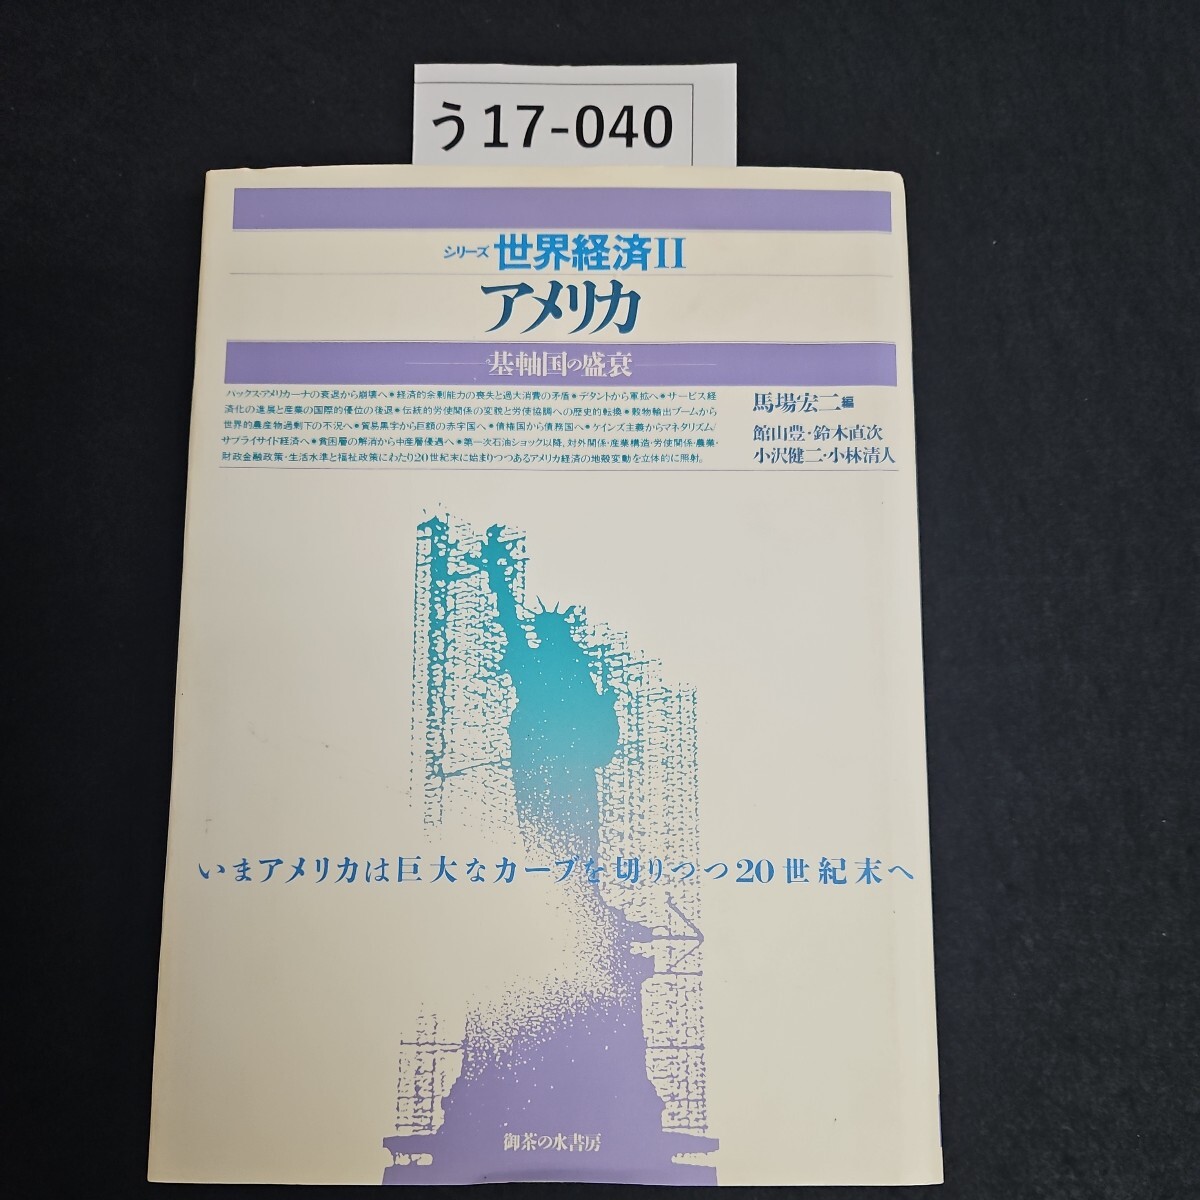 う17-040
シリーズ 世界経済II
アメリカ
基軸国の盛衰
パックスアメリカーナの衰退から崩壊へ＊経済的余剰能力の喪失と過大消費の矛盾＊デタントから軍拡へ＊サービス経
済化の進展と産業の国際的優位の後退＊伝統的労使関係の変貌と労使協調への歴史的転換＊穀物輸出ブームから
世界的農産物過剰下の不況へ＊貿易黒字から巨額の赤字国へ＊債権国から債務国へ＊ケインズ主義からマネタリズム/
サプライサイド経済へ＊貧困層の解消から中産層優遇へ＊第一次石油ショック以降,対外関係・産業構造・労使関係・農業・
財政金融政策・生活水準と福祉政策にわたり20世紀末に始まりつつあるアメリカ経済の地殻変動を立体的に照射。
馬場宏二編
館山豊・鈴木直次
小沢健二・小林清人
いまアメリカは巨大なカーブを切りつつ20世紀末へ
御茶の水書房